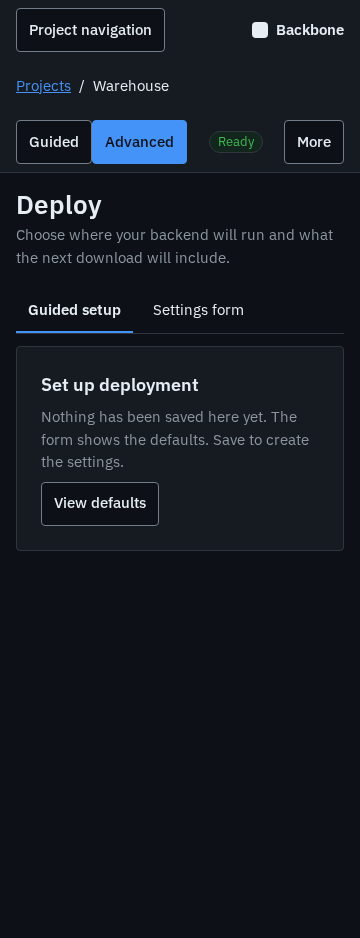 Project navigation
Backbone
Projects / Warehouse
Guided
Advanced
Ready
More
Deploy
Choose where your backend will run and what
the next download will include.
Guided setup
Settings form
Set up deployment
Nothing has been saved here yet. The
form shows the defaults. Save to create
the settings.
View defaults